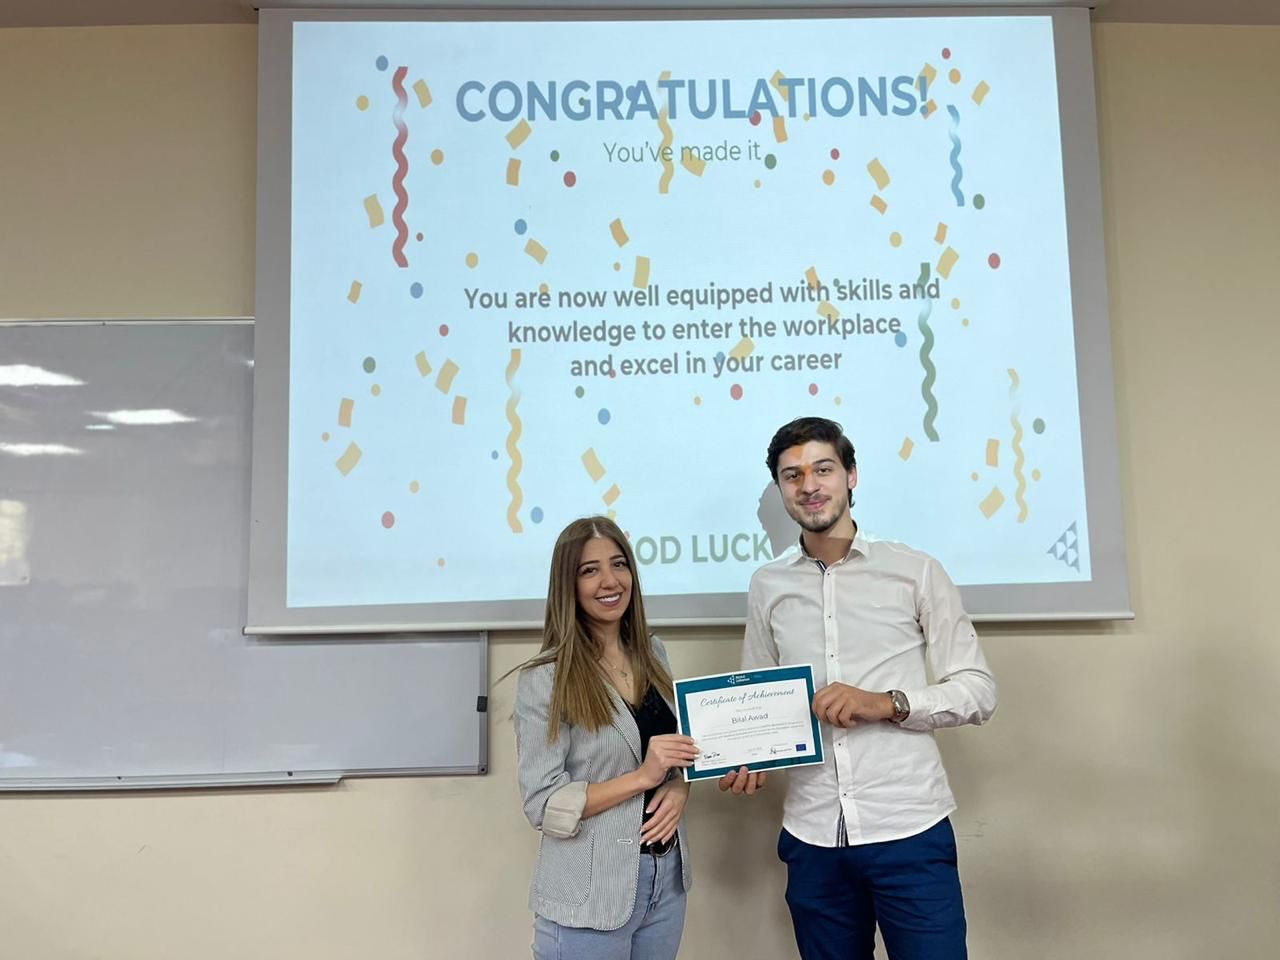 CONGRATULATIONS!
You've made it
You are now well equipped with skills and
knowledge to enter the workplace
and excel in your career
OD LUCK
Certificate of Achievement
Bilal Awad